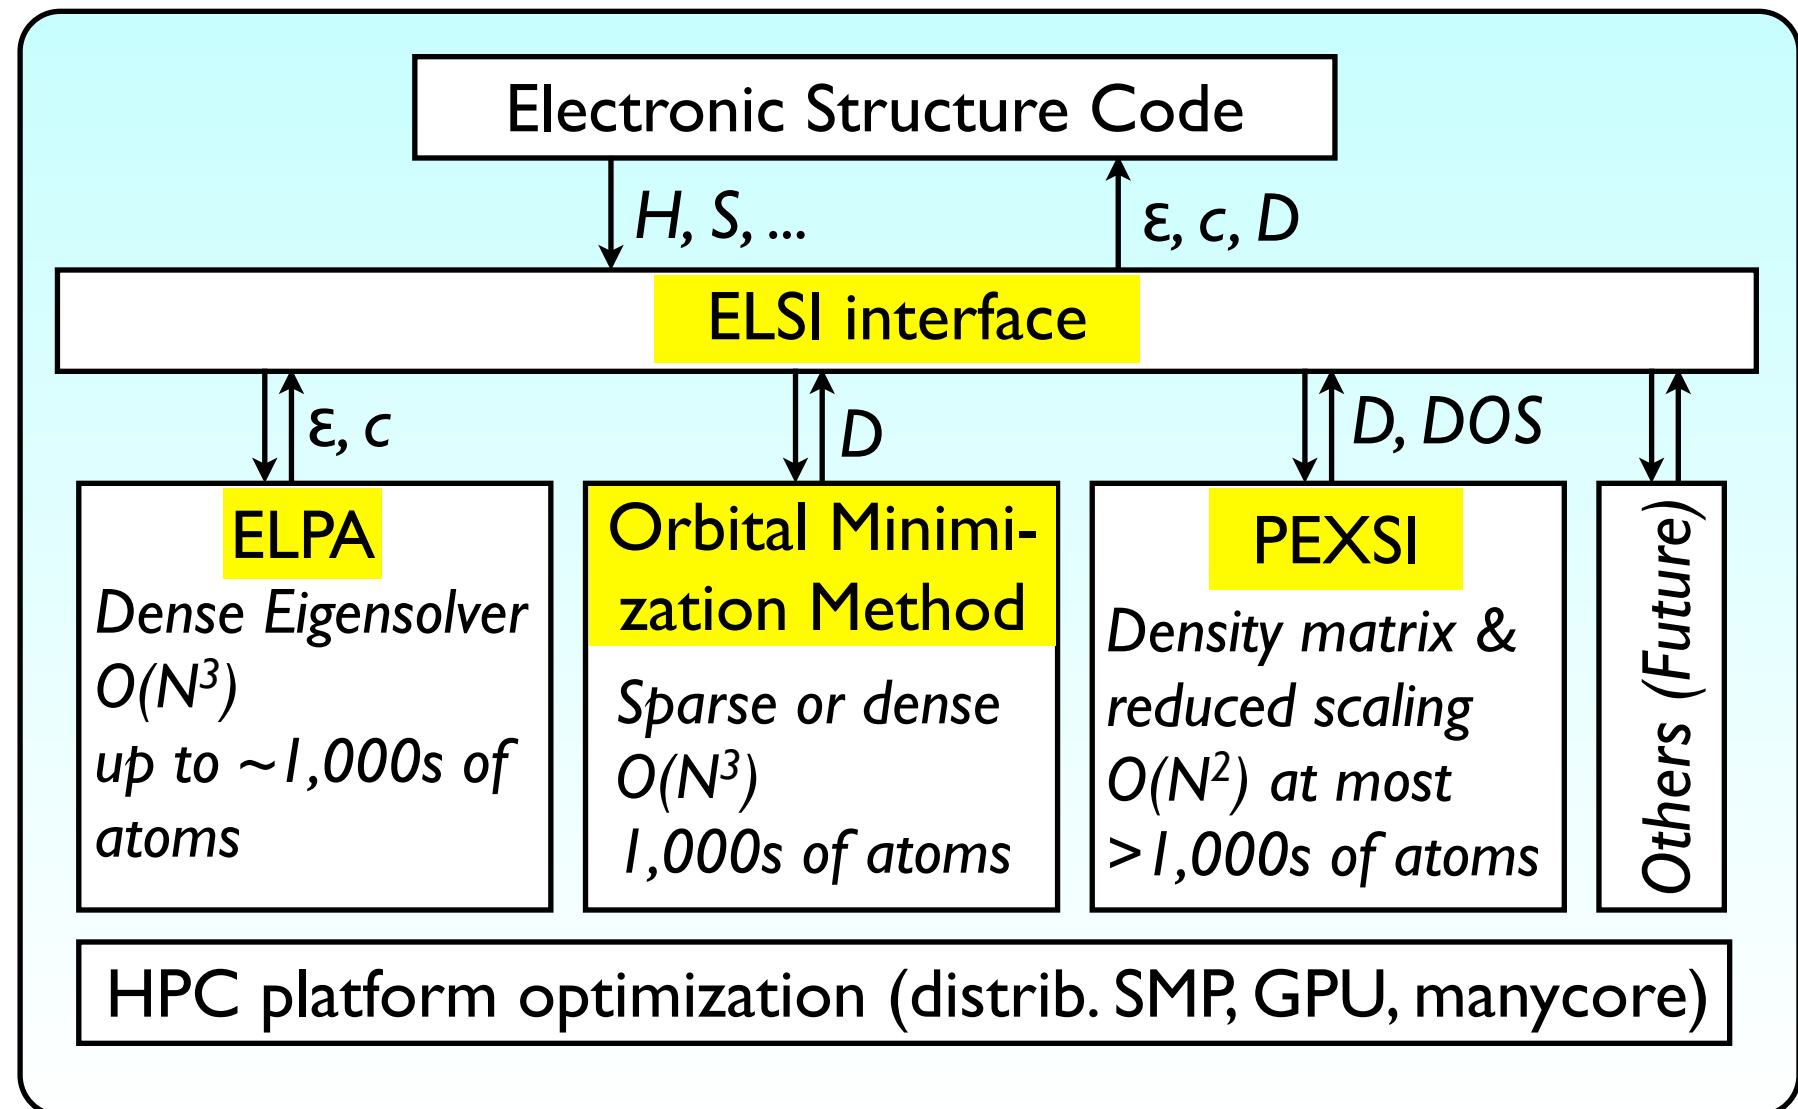 Electronic Structure Code
H, S, ...
ε, c, D
ELSI interface
ε, c
D
D, DOS
ELPA
Dense Eigensolver
O(N³)
up to ~1,000s of
atoms
Orbital Minimi-
zation Method
Sparse or dense
O(N³)
1,000s of atoms
PEXSI
Density matrix &
reduced scaling
O(N²) at most
>1,000s of atoms
Others (Future)
HPC platform optimization (distrib. SMP, GPU, manycore)